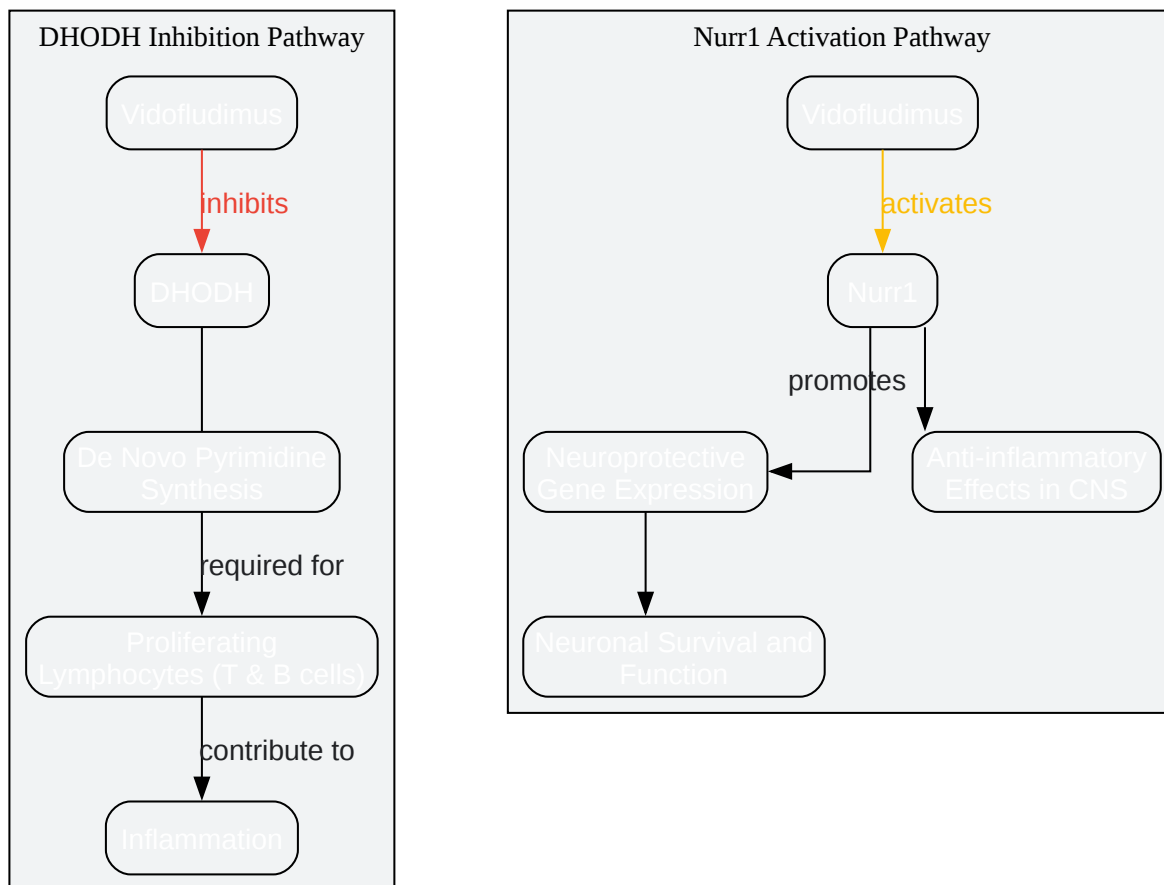 DHODH Inhibition Pathway
Vidofludimus
inhibits
DHODH
De Novo Pyrimidine
Synthesis
required for
Proliferating
Lymphocytes (T & B cells)
contribute to
Inflammation
Nurr1 Activation Pathway
Vidofludimus
activates
Nurr1
promotes
Neuroprotective
Gene Expression
Anti-inflammatory
Effects in CNS
Neuronal Survival and
Function